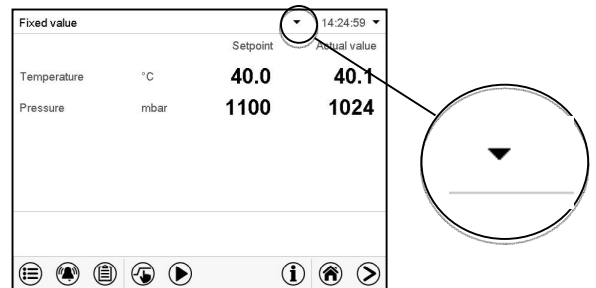 Fixed value 14:24:59
Setpoint Actual value
Temperature °C 40.0 40.1
Pressure mbar 1100 1024